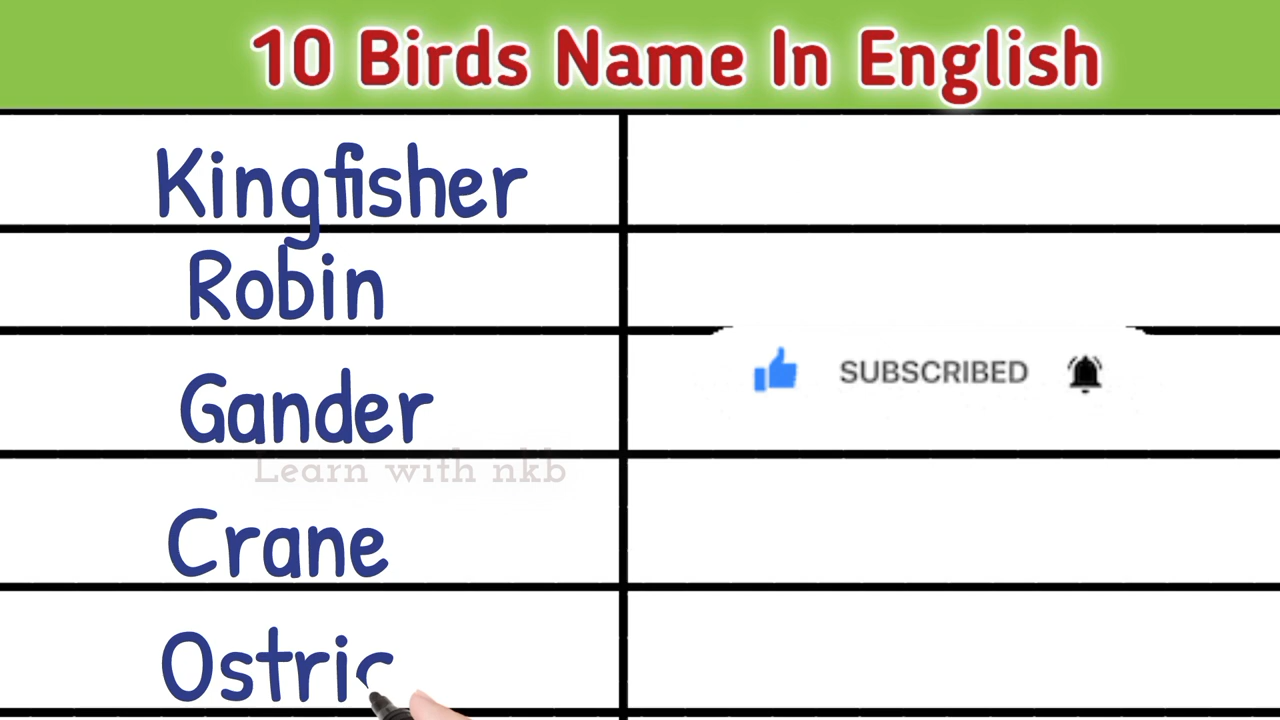 10 Birds Name In English
Kingfisher
Robin
SUBSCRIBED
Gander
Learn with nkb
Crane
Ostric